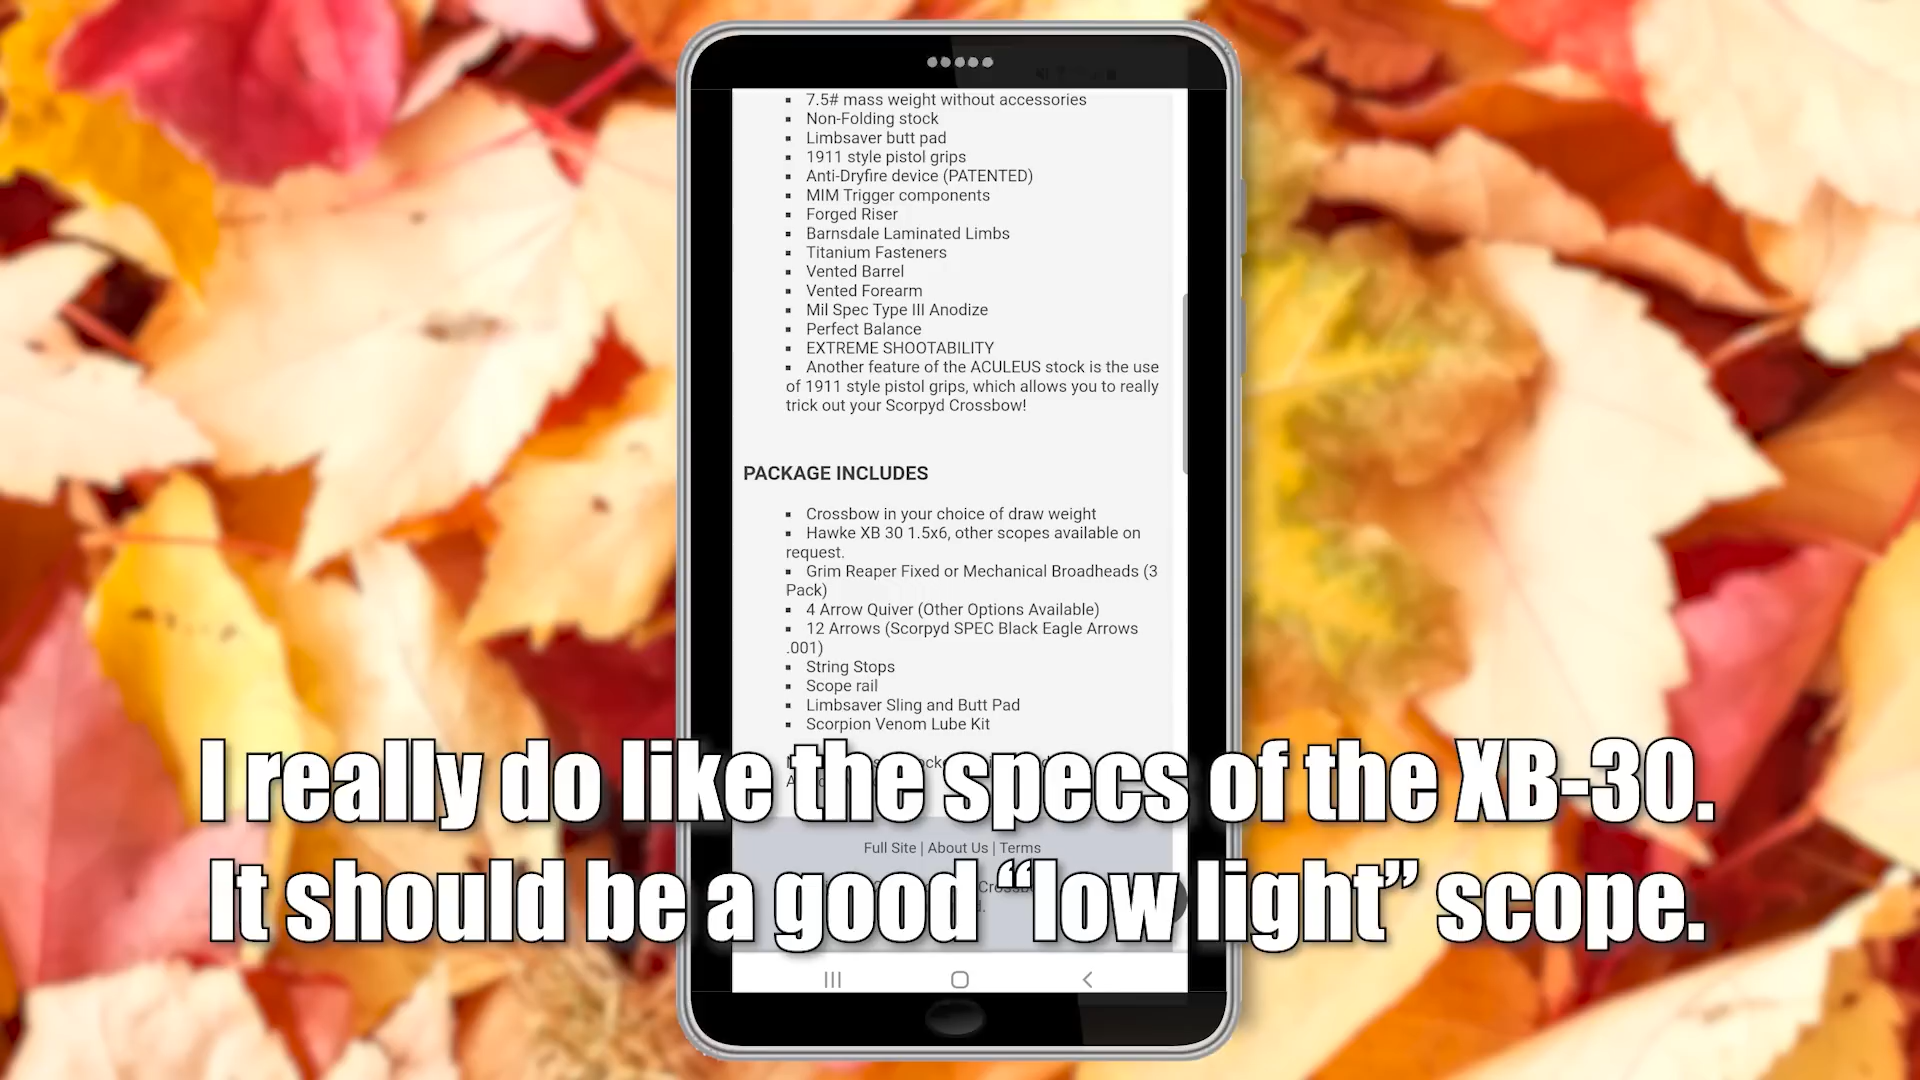 7.5# mass weight without accessories
Non-Folding stock
Limbsaver butt pad
1911 style pistol grips
Anti-Dryfire device (PATENTED)
MIM Trigger components
Forged Riser
Barnsdale Laminated Limbs
Titanium Fasteners
Vented Barrel
Vented Forearm
Mil Spec Type III Anodize
Perfect Balance
EXTREME SHOOTABILITY
Another feature of the ACULEUS stock is the use
of 1911 style pistol grips, which allows you to really
trick out your Scorpyd Crossbow!
PACKAGE INCLUDES
Crossbow in your choice of draw weight
Hawke XB 30 1.5x6, other scopes available on
request.
Grim Reaper Fixed or Mechanical Broadheads (3
Pack)
4 Arrow Quiver (Other Options Available)
12 Arrows (Scorpyd SPEC Black Eagle Arrows
.001)
String Stops
Scope rail
Limbsaver Sling and Butt Pad
Scorpion Venom Lube Kit
I really do like the specs of the XB-30.
Full Site | About Us | Terms
It should be a good “low light” scope.